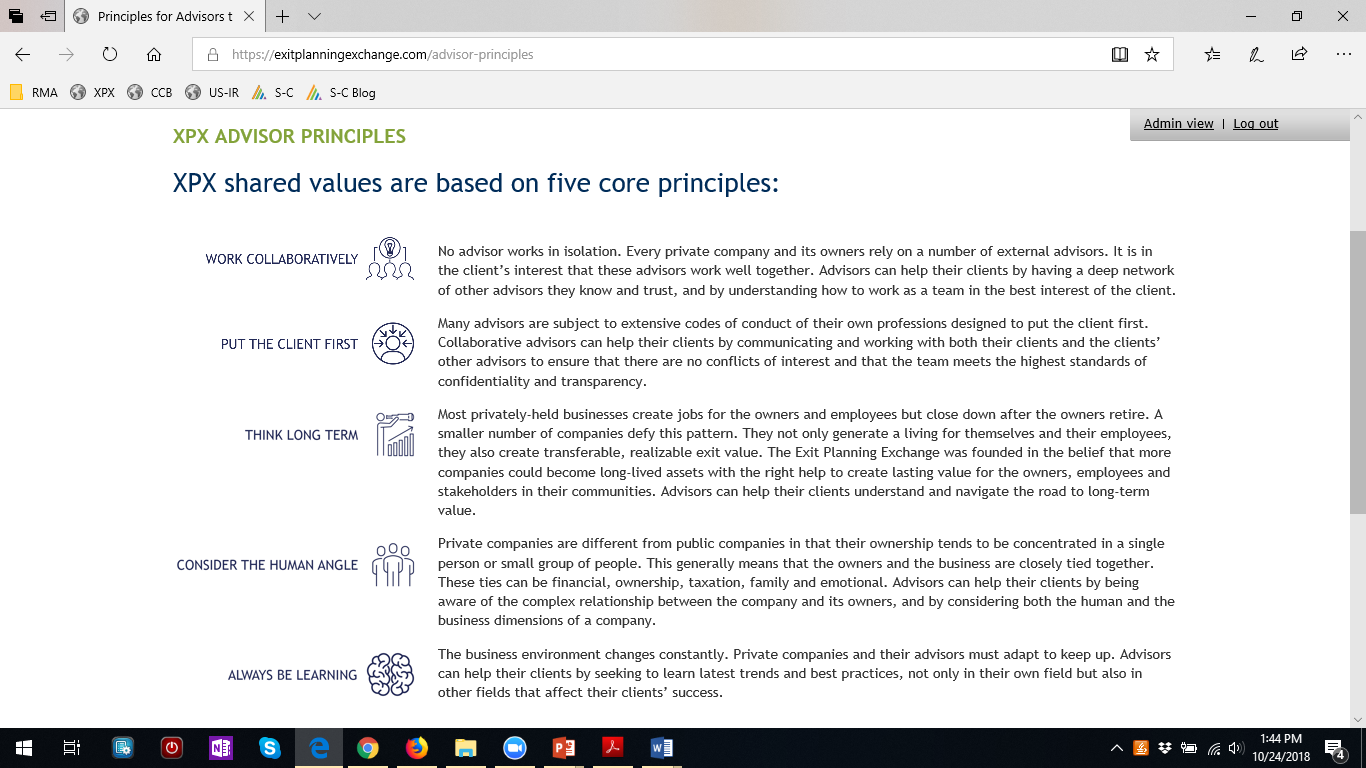 Principles for Advisors t
https://exitplanningexchange.com/advisor-principles
RMA XPX CCB US-IR S-C S-C Blog
Admin view | Log out
XPX ADVISOR PRINCIPLES
XPX shared values are based on five core principles:
WORK COLLABORATIVELY
No advisor works in isolation. Every private company and its owners rely on a number of external advisors. It is in
the client’s interest that these advisors work well together. Advisors can help their clients by having a deep network
of other advisors they know and trust, and by understanding how to work as a team in the best interest of the client.
PUT THE CLIENT FIRST
Many advisors are subject to extensive codes of conduct of their own professions designed to put the client first.
Collaborative advisors can help their clients by communicating and working with both their clients and the clients’
other advisors to ensure that there are no conflicts of interest and that the team meets the highest standards of
confidentiality and transparency.
THINK LONG TERM
Most privately-held businesses create jobs for the owners and employees but close down after the owners retire. A
smaller number of companies defy this pattern. They not only generate a living for themselves and their employees,
they also create transferable, realizable exit value. The Exit Planning Exchange was founded in the belief that more
companies could become long-lived assets with the right help to create lasting value for the owners, employees and
stakeholders in their communities. Advisors can help their clients understand and navigate the road to long-term
value.
CONSIDER THE HUMAN ANGLE
Private companies are different from public companies in that their ownership tends to be concentrated in a single
person or small group of people. This generally means that the owners and the business are closely tied together.
These ties can be financial, ownership, taxation, family and emotional. Advisors can help their clients by being
aware of the complex relationship between the company and its owners, and by considering both the human and the
business dimensions of a company.
ALWAYS BE LEARNING
The business environment changes constantly. Private companies and their advisors must adapt to keep up. Advisors
can help their clients by seeking to learn latest trends and best practices, not only in their own field but also in
other fields that affect their clients’ success.
1:44 PM
10/24/2018
4